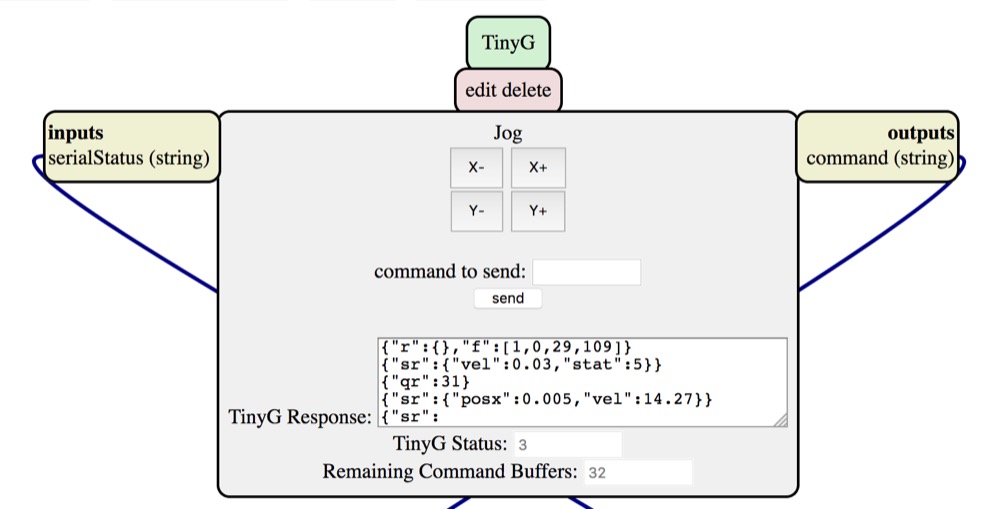 TinyG
edit delete
inputs
serialStatus (string)
outputs
command (string)
Jog
X- X+
Y- Y+
command to send:
send
TinyG Response:
{"r":{},"f":[1,0,29,109]}
{"sr":{"vel":0.03,"stat":5}}
{"qr":31}
{"sr":{"posx":0.005,"vel":14.27}}
{"sr":
TinyG Status: 3
Remaining Command Buffers: 32